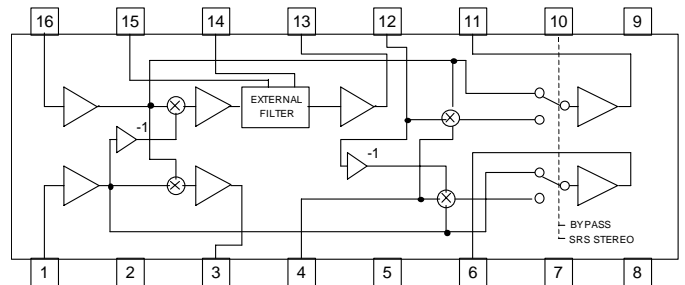 16 15 14 13 12 11 10 9
-1
EXTERNAL
FILTER
-1
BYPASS
SRS STEREO
1 2 3 4 5 6 7 8